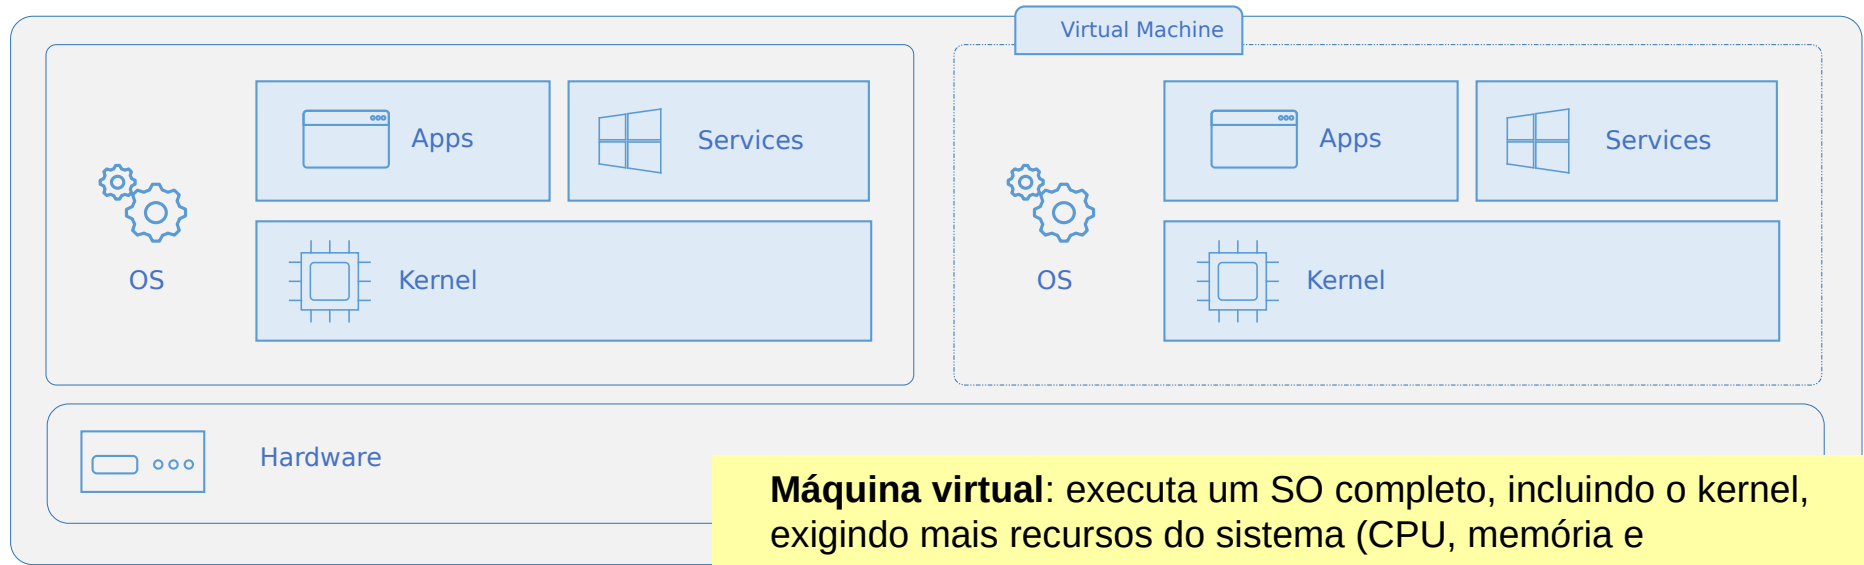 Virtual Machine
Apps
Services
OS
Kernel
Apps
Services
OS
Kernel
Hardware
Máquina virtual: executa um SO completo, incluindo o kernel,
exigindo mais recursos do sistema (CPU, memória e